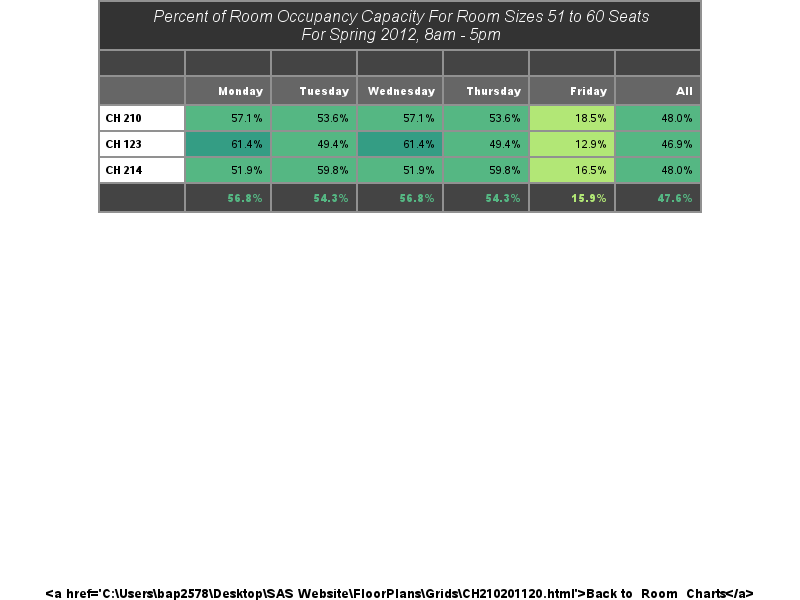 Percent of Room Occupancy Capacity For Room Sizes 51 to 60 Seats
For Spring 2012, 8am - 5pm
Monday Tuesday Wednesday Thursday Friday All
CH 210 57.1% 53.6% 57.1% 53.6% 18.5% 48.0%
CH 123 61.4% 49.4% 61.4% 49.4% 12.9% 46.9%
CH 214 51.9% 59.8% 51.9% 59.8% 16.5% 48.0%
56.8% 54.3% 56.8% 54.3% 15.9% 47.6%
<a href='C:\Users\bap2578\Desktop\SAS Website\FloorPlans\Grids\CH210201120.html'>Back to Room Charts</a>